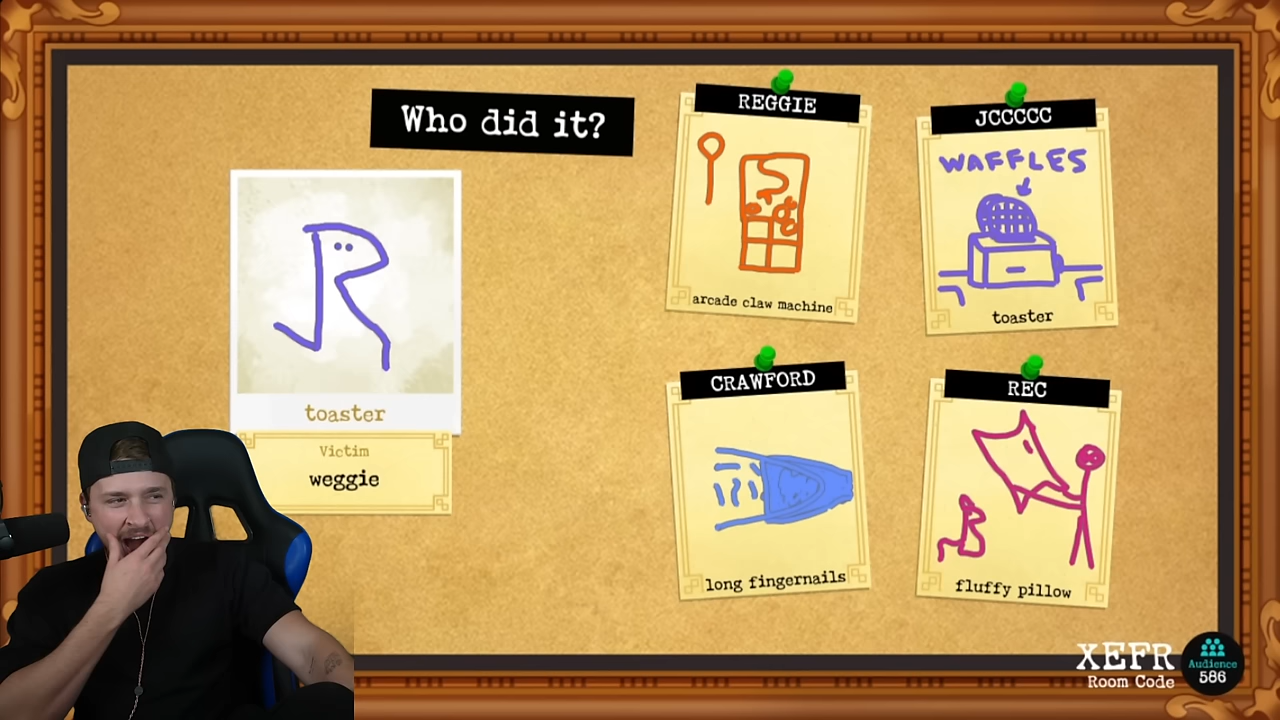 Who did it?
toaster
Victim
weggie
REGGIE
arcade claw machine
JCCCCC
WAFFLES
toaster
CRAWFORD
long fingernails
REC
fluffy pillow
XEFR
Room Code
Audience
586